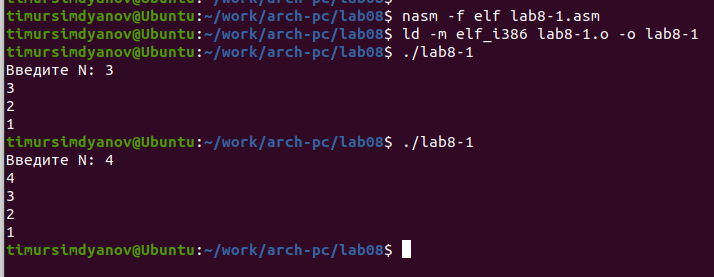 timursimdyanov@Ubuntu:~/work/arch-pc/lab08$ nasm -f elf lab8-1.asm
timursimdyanov@Ubuntu:~/work/arch-pc/lab08$ ld -m elf_i386 lab8-1.o -o lab8-1
timursimdyanov@Ubuntu:~/work/arch-pc/lab08$ ./lab8-1
Введите N: 3
3
2
1
timursimdyanov@Ubuntu:~/work/arch-pc/lab08$ ./lab8-1
Введите N: 4
4
3
2
1
timursimdyanov@Ubuntu:~/work/arch-pc/lab08$